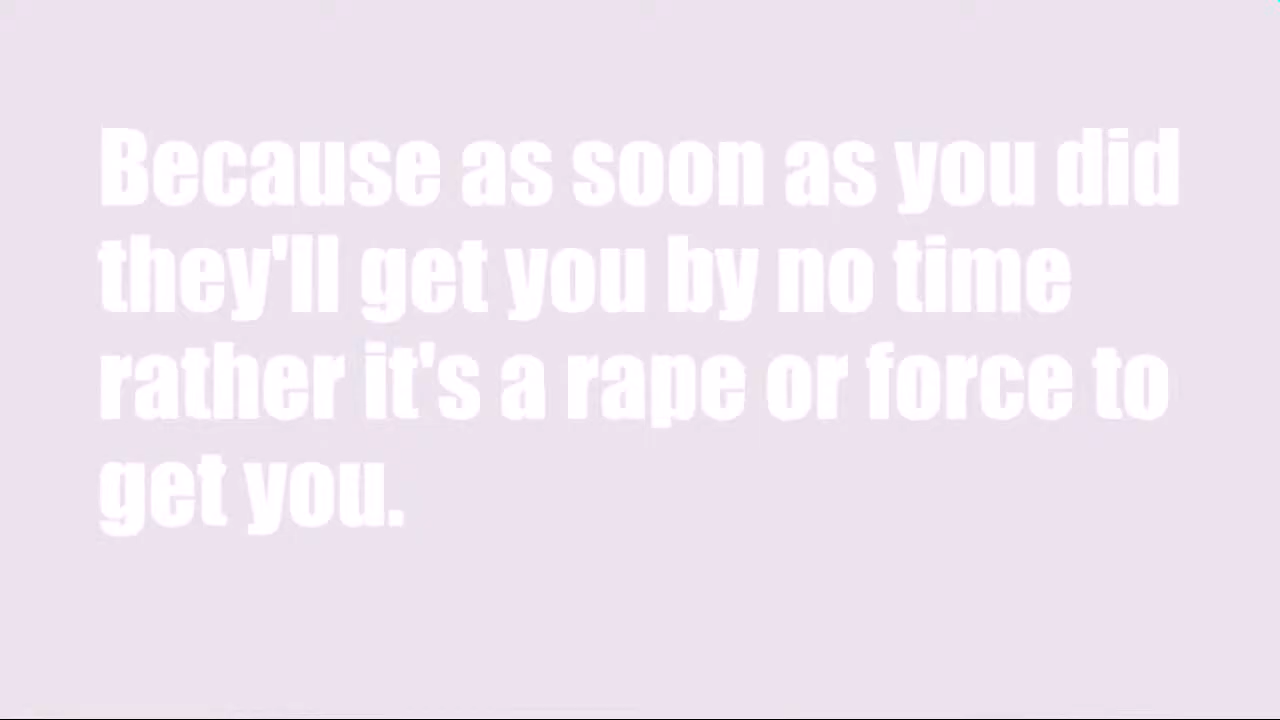 Because as soon as you did
they'll get you by no time
rather it's a rape or force to
get you.